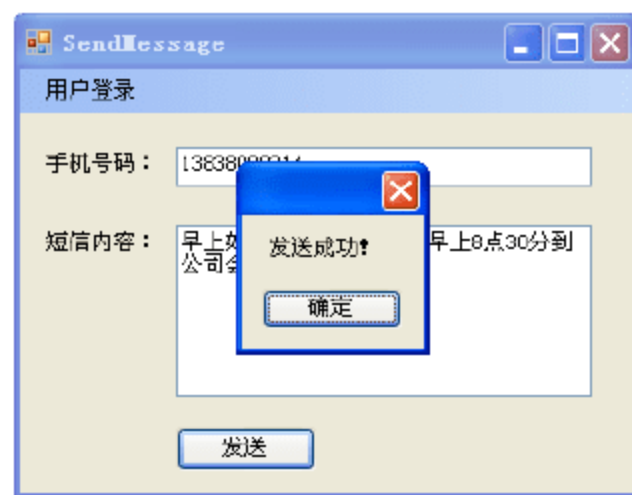 SendMessage
用户登录
手机号码：
13838
短信内容：
早上 早上8点30分到
公司
发送成功！
确定
发送